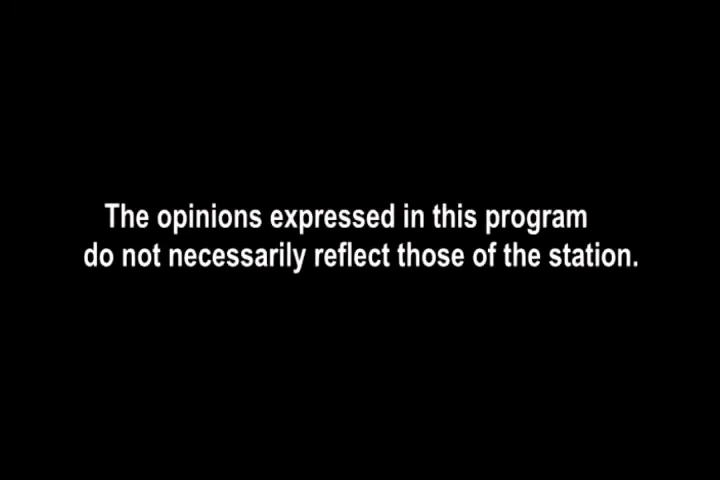 The opinions expressed in this program
do not necessarily reflect those of the station.